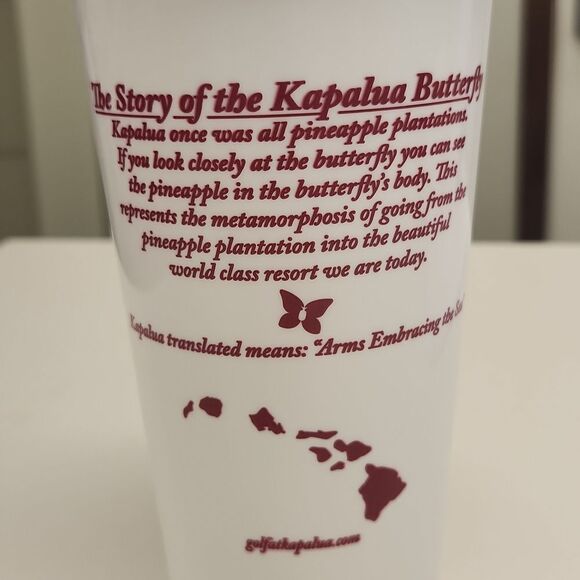 The Story of the Kapalua Butterfly
Kapalua once was all pineapple plantations.
If you look closely at the butterfly you can see
the pineapple in the butterfly's body. This
represents the metamorphosis of going from the
pineapple plantation into the beautiful
world class resort we are today.
Kapalua translated means: "Arms Embracing the
golfatkapalua.com